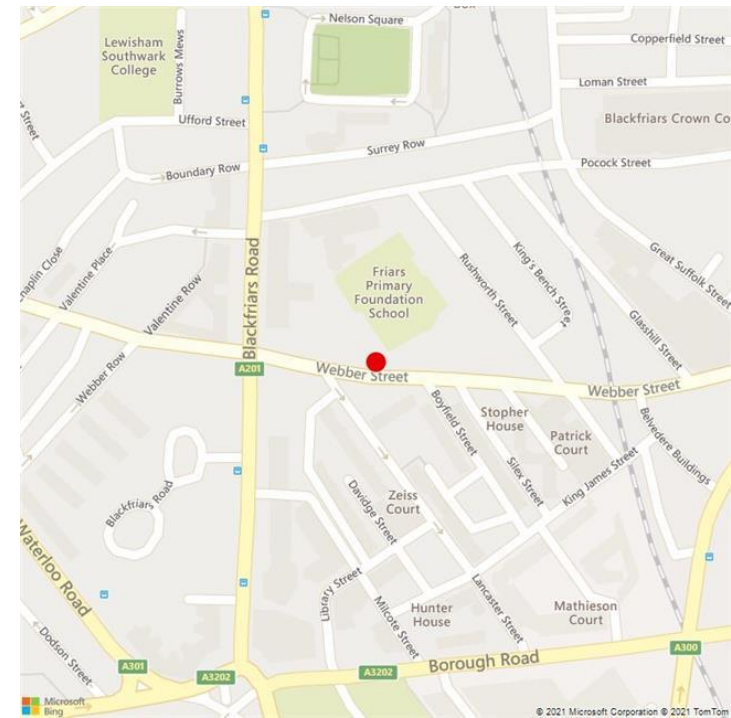 Nelson Square
Copperfield Street
Lewisham
Southwark
College
Burrows Mews
Loman Street
Ufford Street
Blackfriars Crown Co
Surrey Row
Pocock Street
Boundary Row
Chaplin Close
Valentine Place
Valentine Row
Blackfriars Road
Friars
Primary
Foundation
School
Rushworth Street
King's Bench Street
Great Suffolk Street
Glasshill Street
Webber Row
A201
Webber Street
Webber Street
Boyfield Street
Stopher
House
Patrick
Court
Belvedere Buildings
Silex Street
King James Street
Blackfriars
Road
Davidge Street
Zeiss
Court
Waterloo Road
Library Street
Milcote Street
Hunter
House
Lancaster Street
Mathieson
Court
Dodson Street
A301
A3202
A3202
Borough Road
A300
Microsoft
Bing
© 2021 Microsoft Corporation © 2021 TomTom